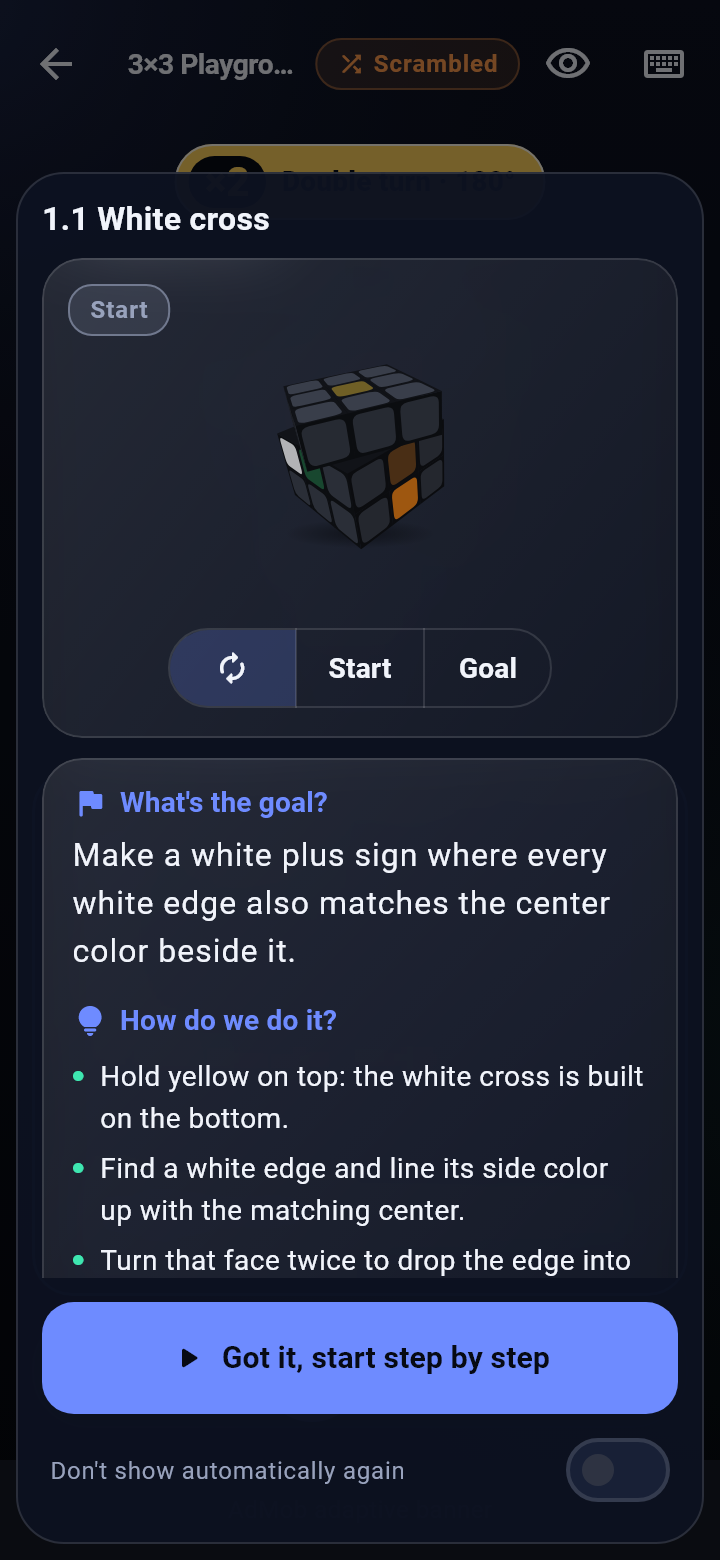 3×3 Playgro...
Scrambled
Double turn · 180°
1.1 White cross
Start
Start
Goal
What's the goal?
Make a white plus sign where every
white edge also matches the center
color beside it.
How do we do it?
Hold yellow on top: the white cross is built
on the bottom.
Find a white edge and line its side color
up with the matching center.
Turn that face twice to drop the edge into
Got it, start step by step
Don't show automatically again